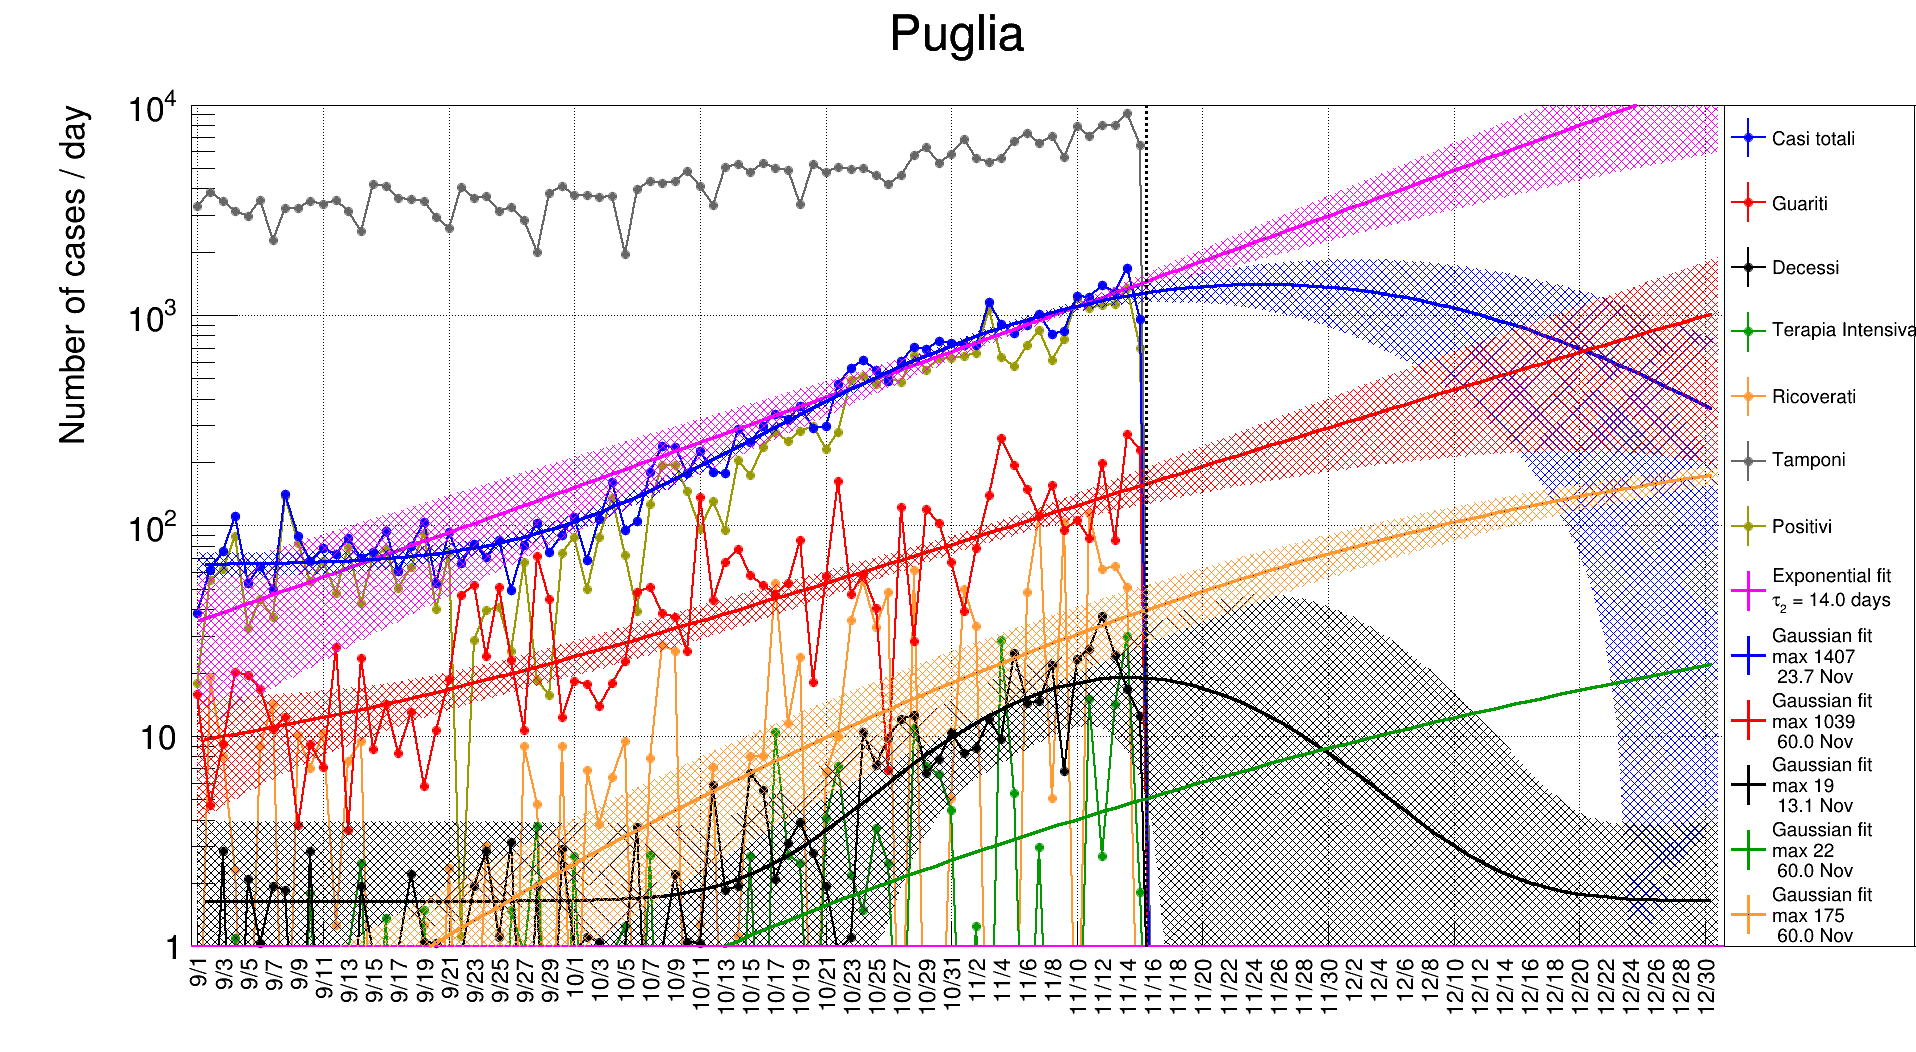 Puglia
Number of cases / day
10⁴
10³
10²
10
1
9/1
9/3
9/5
9/7
9/9
9/11
9/13
9/15
9/17
9/19
9/21
9/23
9/25
9/27
9/29
10/1
10/3
10/5
10/7
10/9
10/11
10/13
10/15
10/17
10/19
10/21
10/23
10/25
10/27
10/29
10/31
11/2
11/4
11/6
11/8
11/10
11/12
11/14
11/16
11/18
11/20
11/22
11/24
11/26
11/28
11/30
12/2
12/4
12/6
12/8
12/10
12/12
12/14
12/16
12/18
12/20
12/22
12/24
12/26
12/28
12/30
Casi totali
Guariti
Decessi
Terapia Intensiva
Ricoverati
Tamponi
Positivi
Exponential fit
τ₂ = 14.0 days
Gaussian fit
max 1407
23.7 Nov
Gaussian fit
max 1039
60.0 Nov
Gaussian fit
max 19
13.1 Nov
Gaussian fit
max 22
60.0 Nov
Gaussian fit
max 175
60.0 Nov